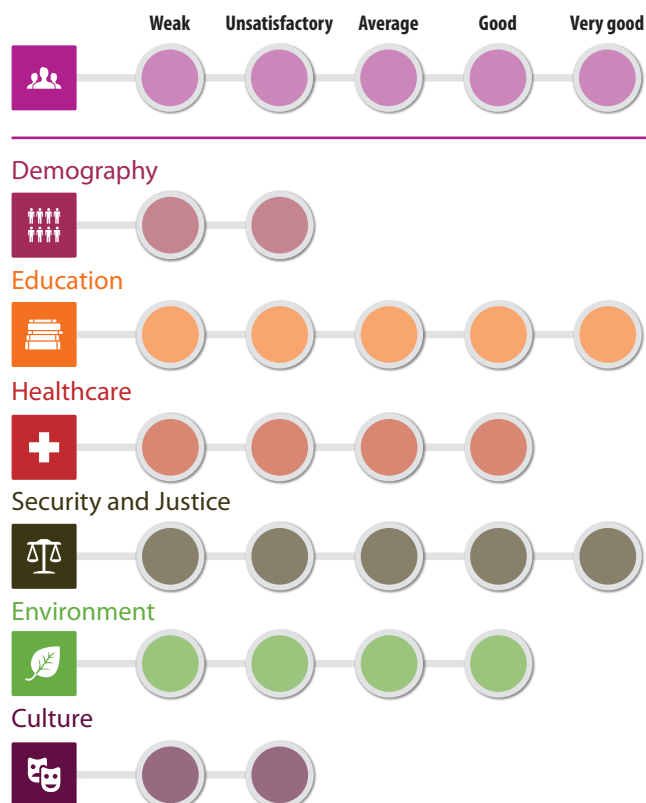 Weak Unsatisfactory Average Good Very good
Demography
Education
Healthcare
Security and Justice
Environment
Culture